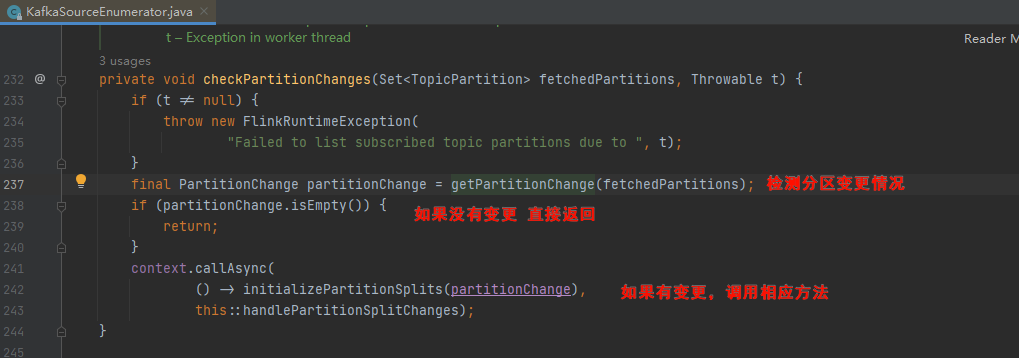 KafkaSourceEnumerator.java
t – Exception in worker thread
Reader M
3 usages
232 @ private void checkPartitionChanges(Set<TopicPartition> fetchedPartitions, Throwable t) {
233 if (t ≠ null) {
234 throw new FlinkRuntimeException(
235 "Failed to list subscribed topic partitions due to ", t);
236 }
237 final PartitionChange partitionChange = getPartitionChange(fetchedPartitions); 检测分区变更情况
238 if (partitionChange.isEmpty()) { 如果没有变更 直接返回
239 return;
240 }
241 context.callAsync(
242 () → initializePartitionSplits(partitionChange), 如果有变更，调用相应方法
243 this::handlePartitionSplitChanges);
244 }
245